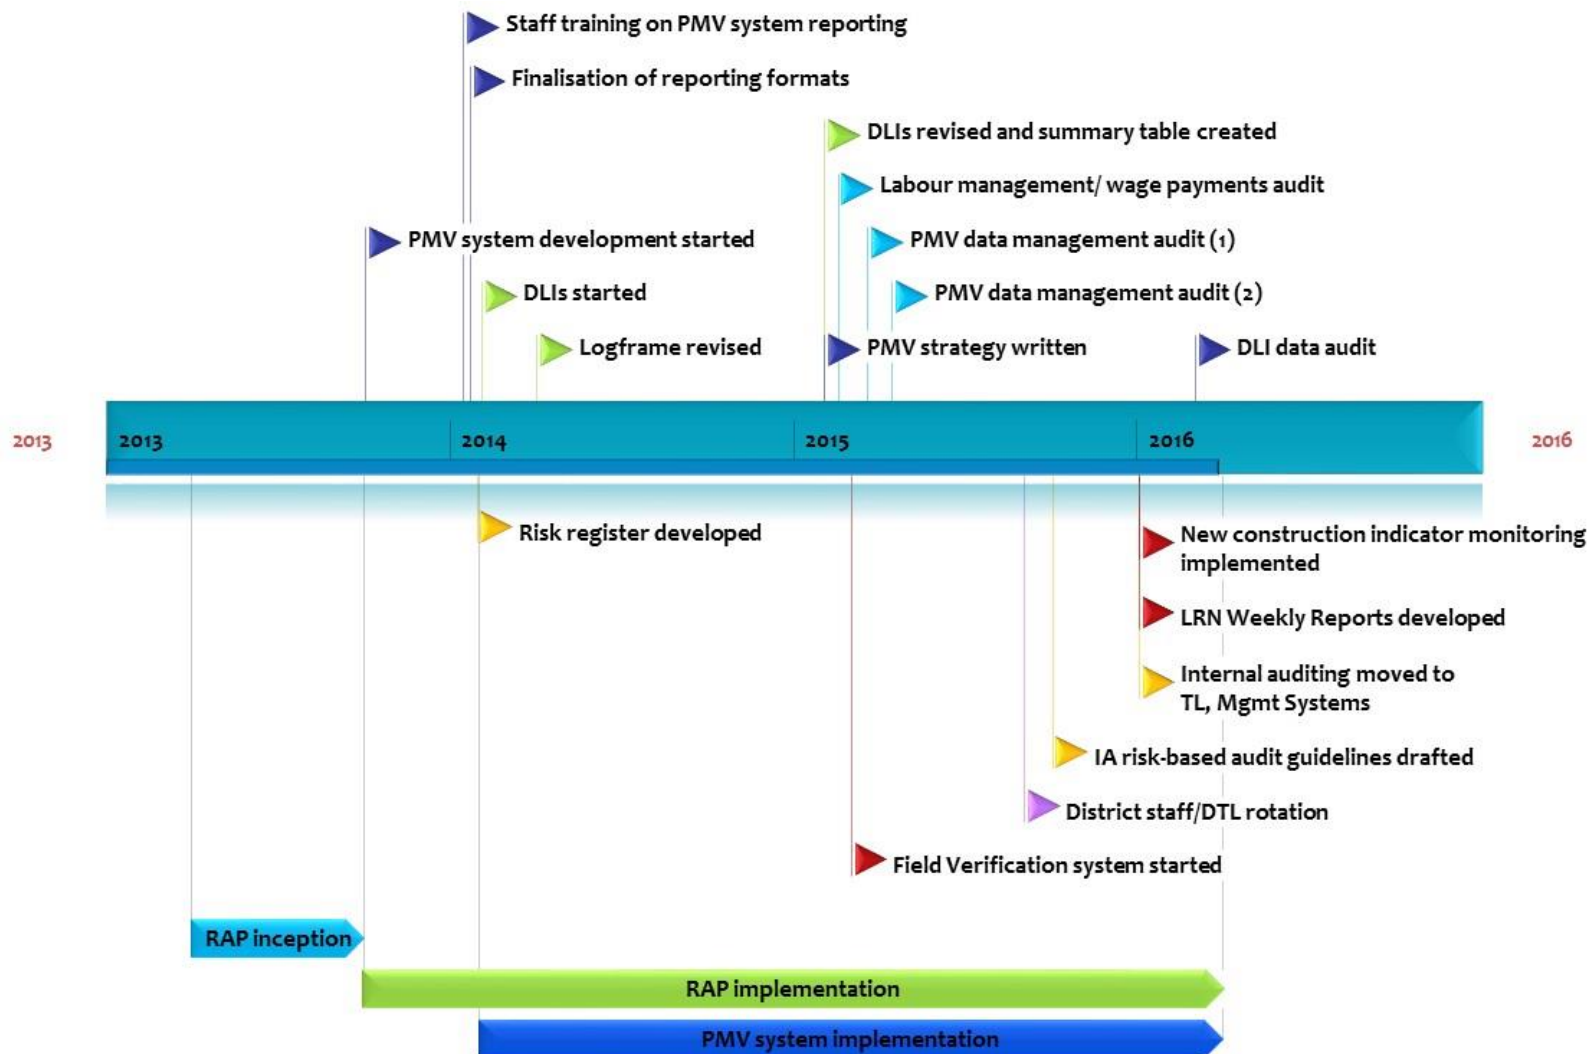 Staff training on PMV system reporting
Finalisation of reporting formats
DLIs revised and summary table created
Labour management/ wage payments audit
PMV system development started
PMV data management audit (1)
DLIs started
PMV data management audit (2)
Logframe revised
PMV strategy written
DLI data audit
2013
2013
2014
2015
2016
2016
Risk register developed
New construction indicator monitoring
implemented
LRN Weekly Reports developed
Internal auditing moved to
TL, Mgmt Systems
IA risk-based audit guidelines drafted
District staff/DTL rotation
Field Verification system started
RAP inception
RAP implementation
PMV system implementation